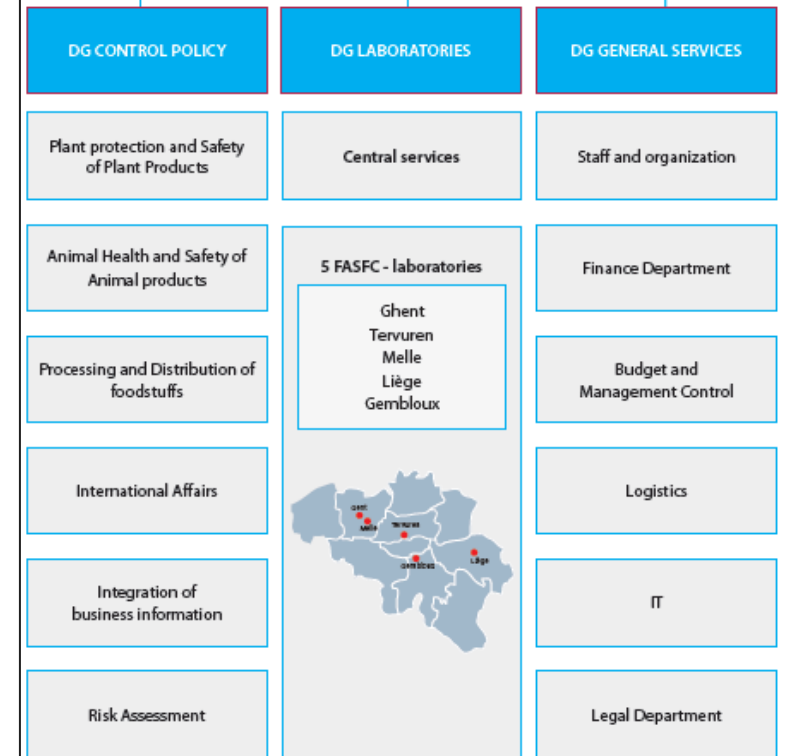 DG CONTROL POLICY
DG LABORATORIES
DG GENERAL SERVICES
Plant protection and Safety
of Plant Products
Central services
Staff and organization
Animal Health and Safety of
Animal products
5 FASFC - laboratories
Finance Department
Ghent
Tervuren
Melle
Liège
Gembloux
Processing and Distribution of
foodstuffs
Budget and
Management Control
International Affairs
Logistics
Gent
Melle
Tervuren
Gembloux
Liège
Integration of
business information
IT
Risk Assessment
Legal Department